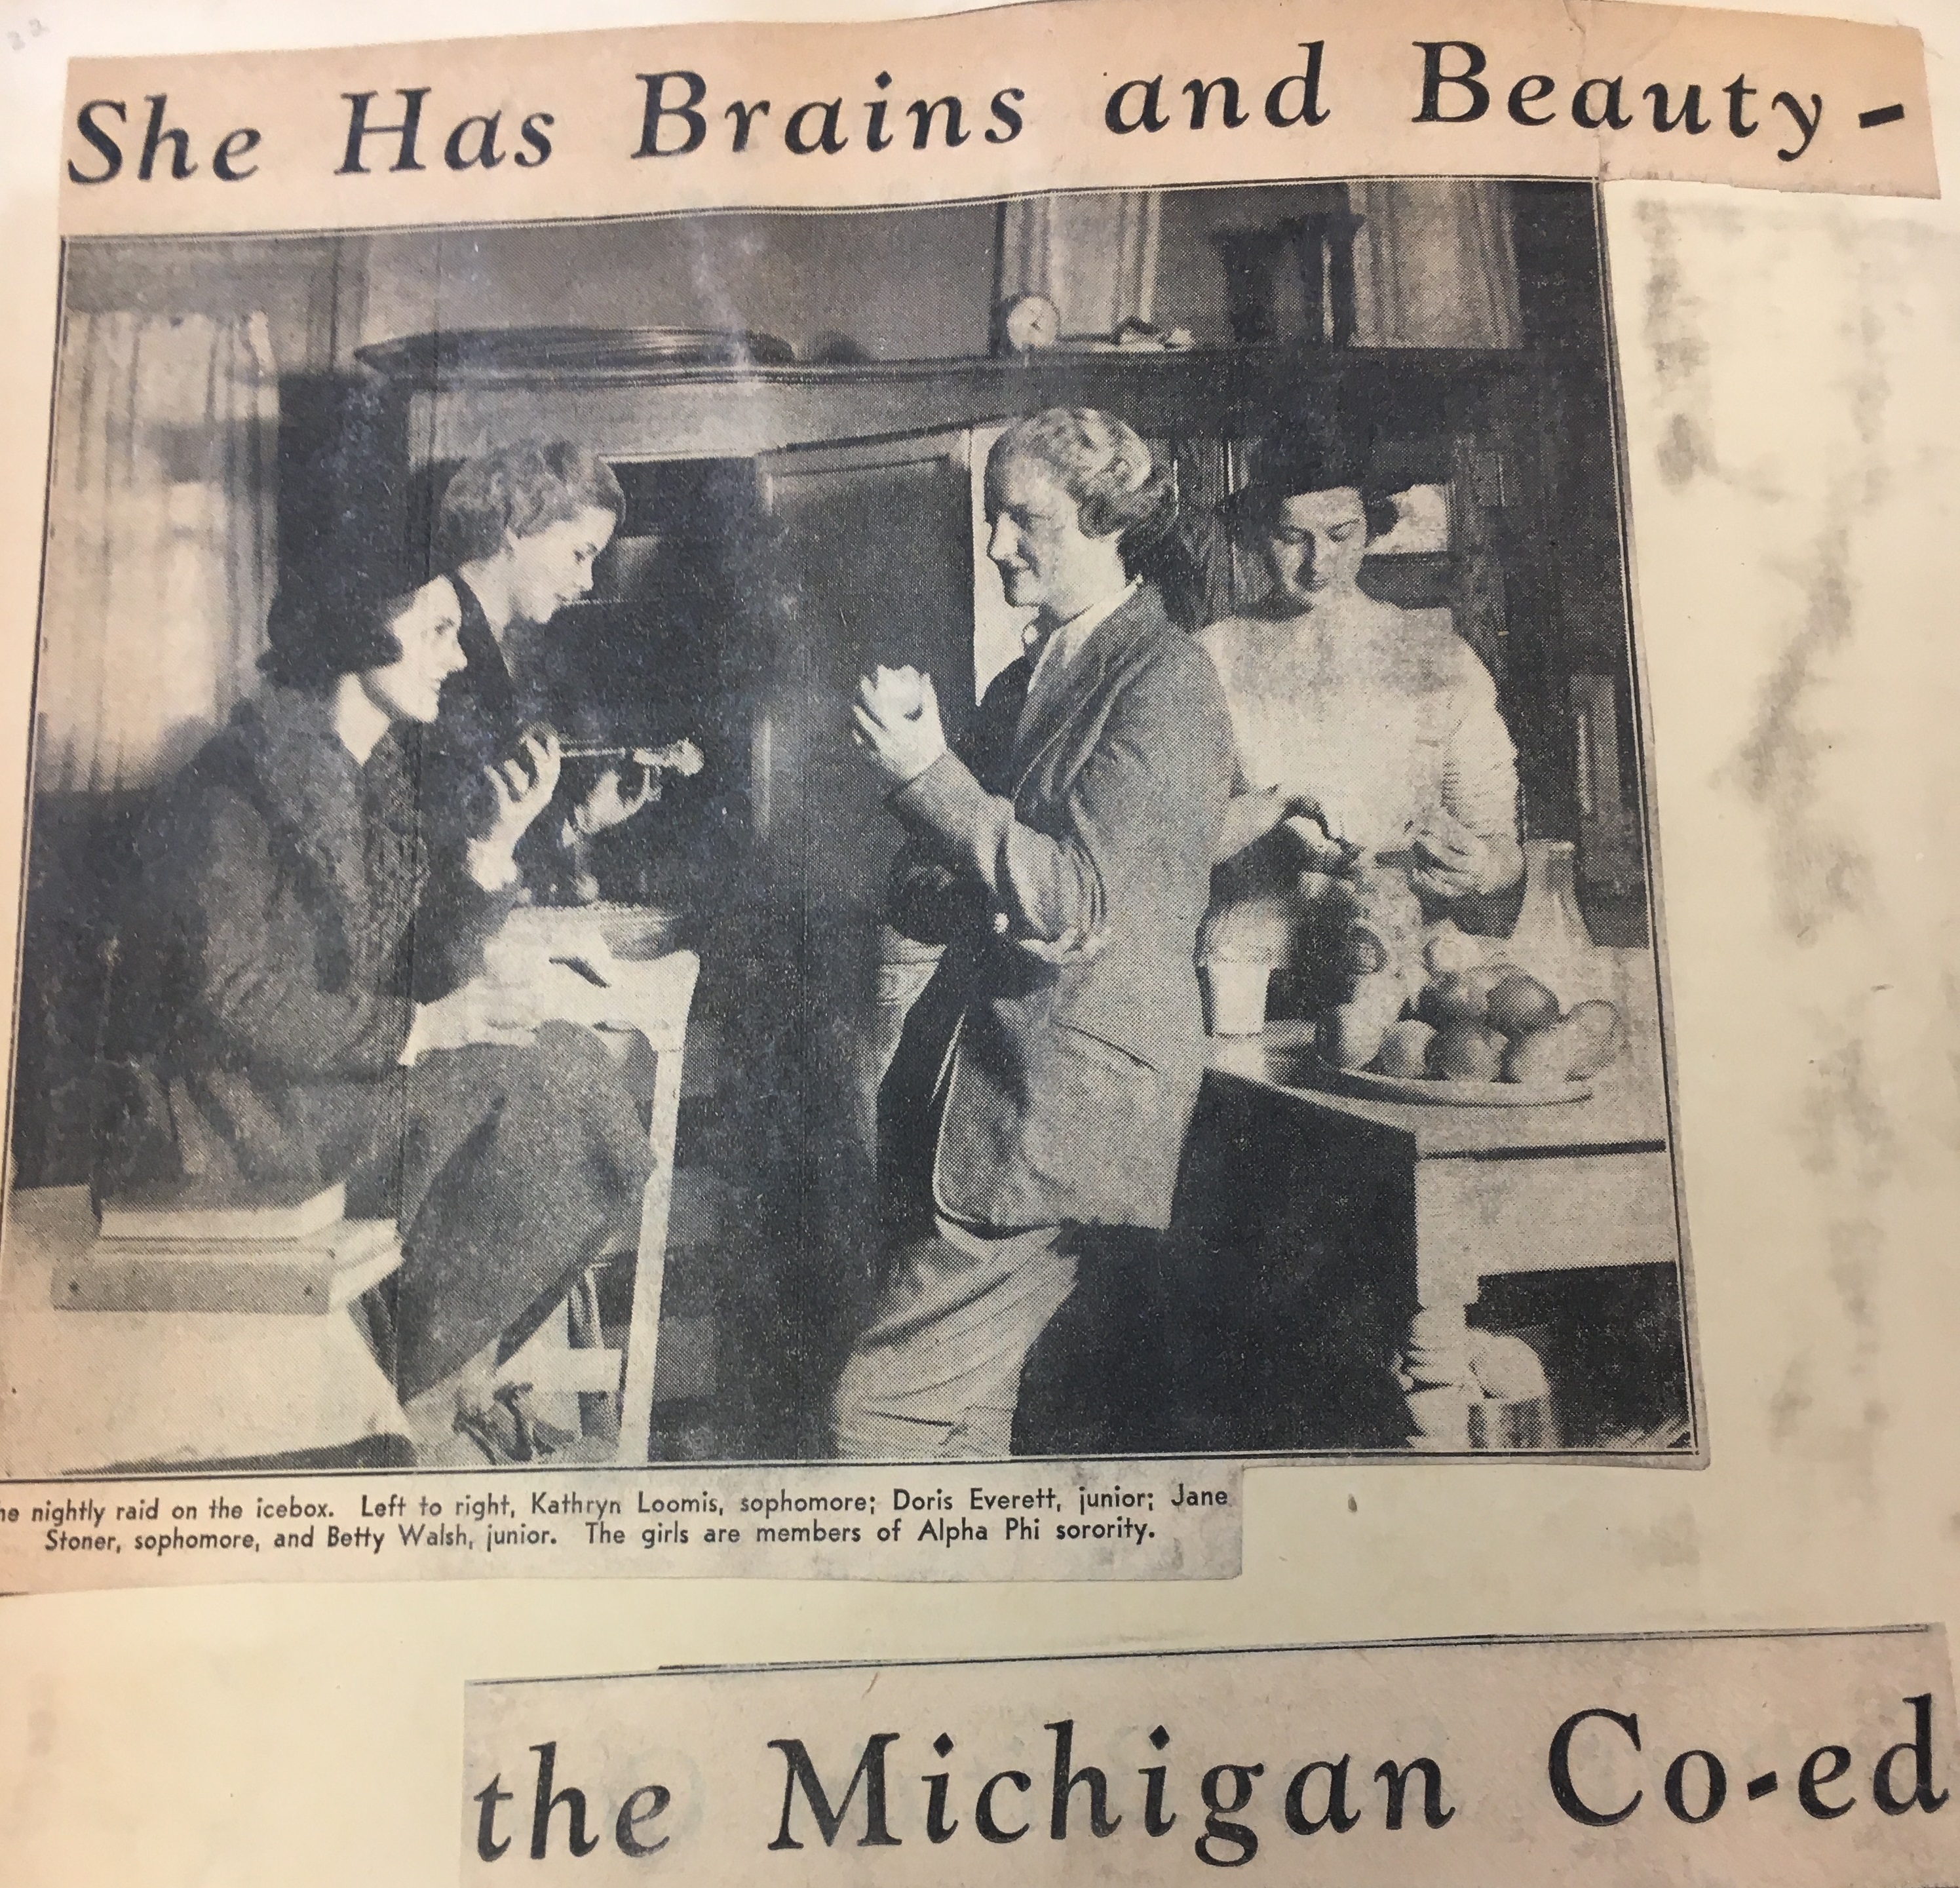 She Has Brains and Beauty-
he nightly raid on the icebox. Left to right, Kathryn Loomis, sophomore; Doris Everett, junior; Jane
Stoner, sophomore, and Betty Walsh, junior. The girls are members of Alpha Phi sorority.
the Michigan Co-ed